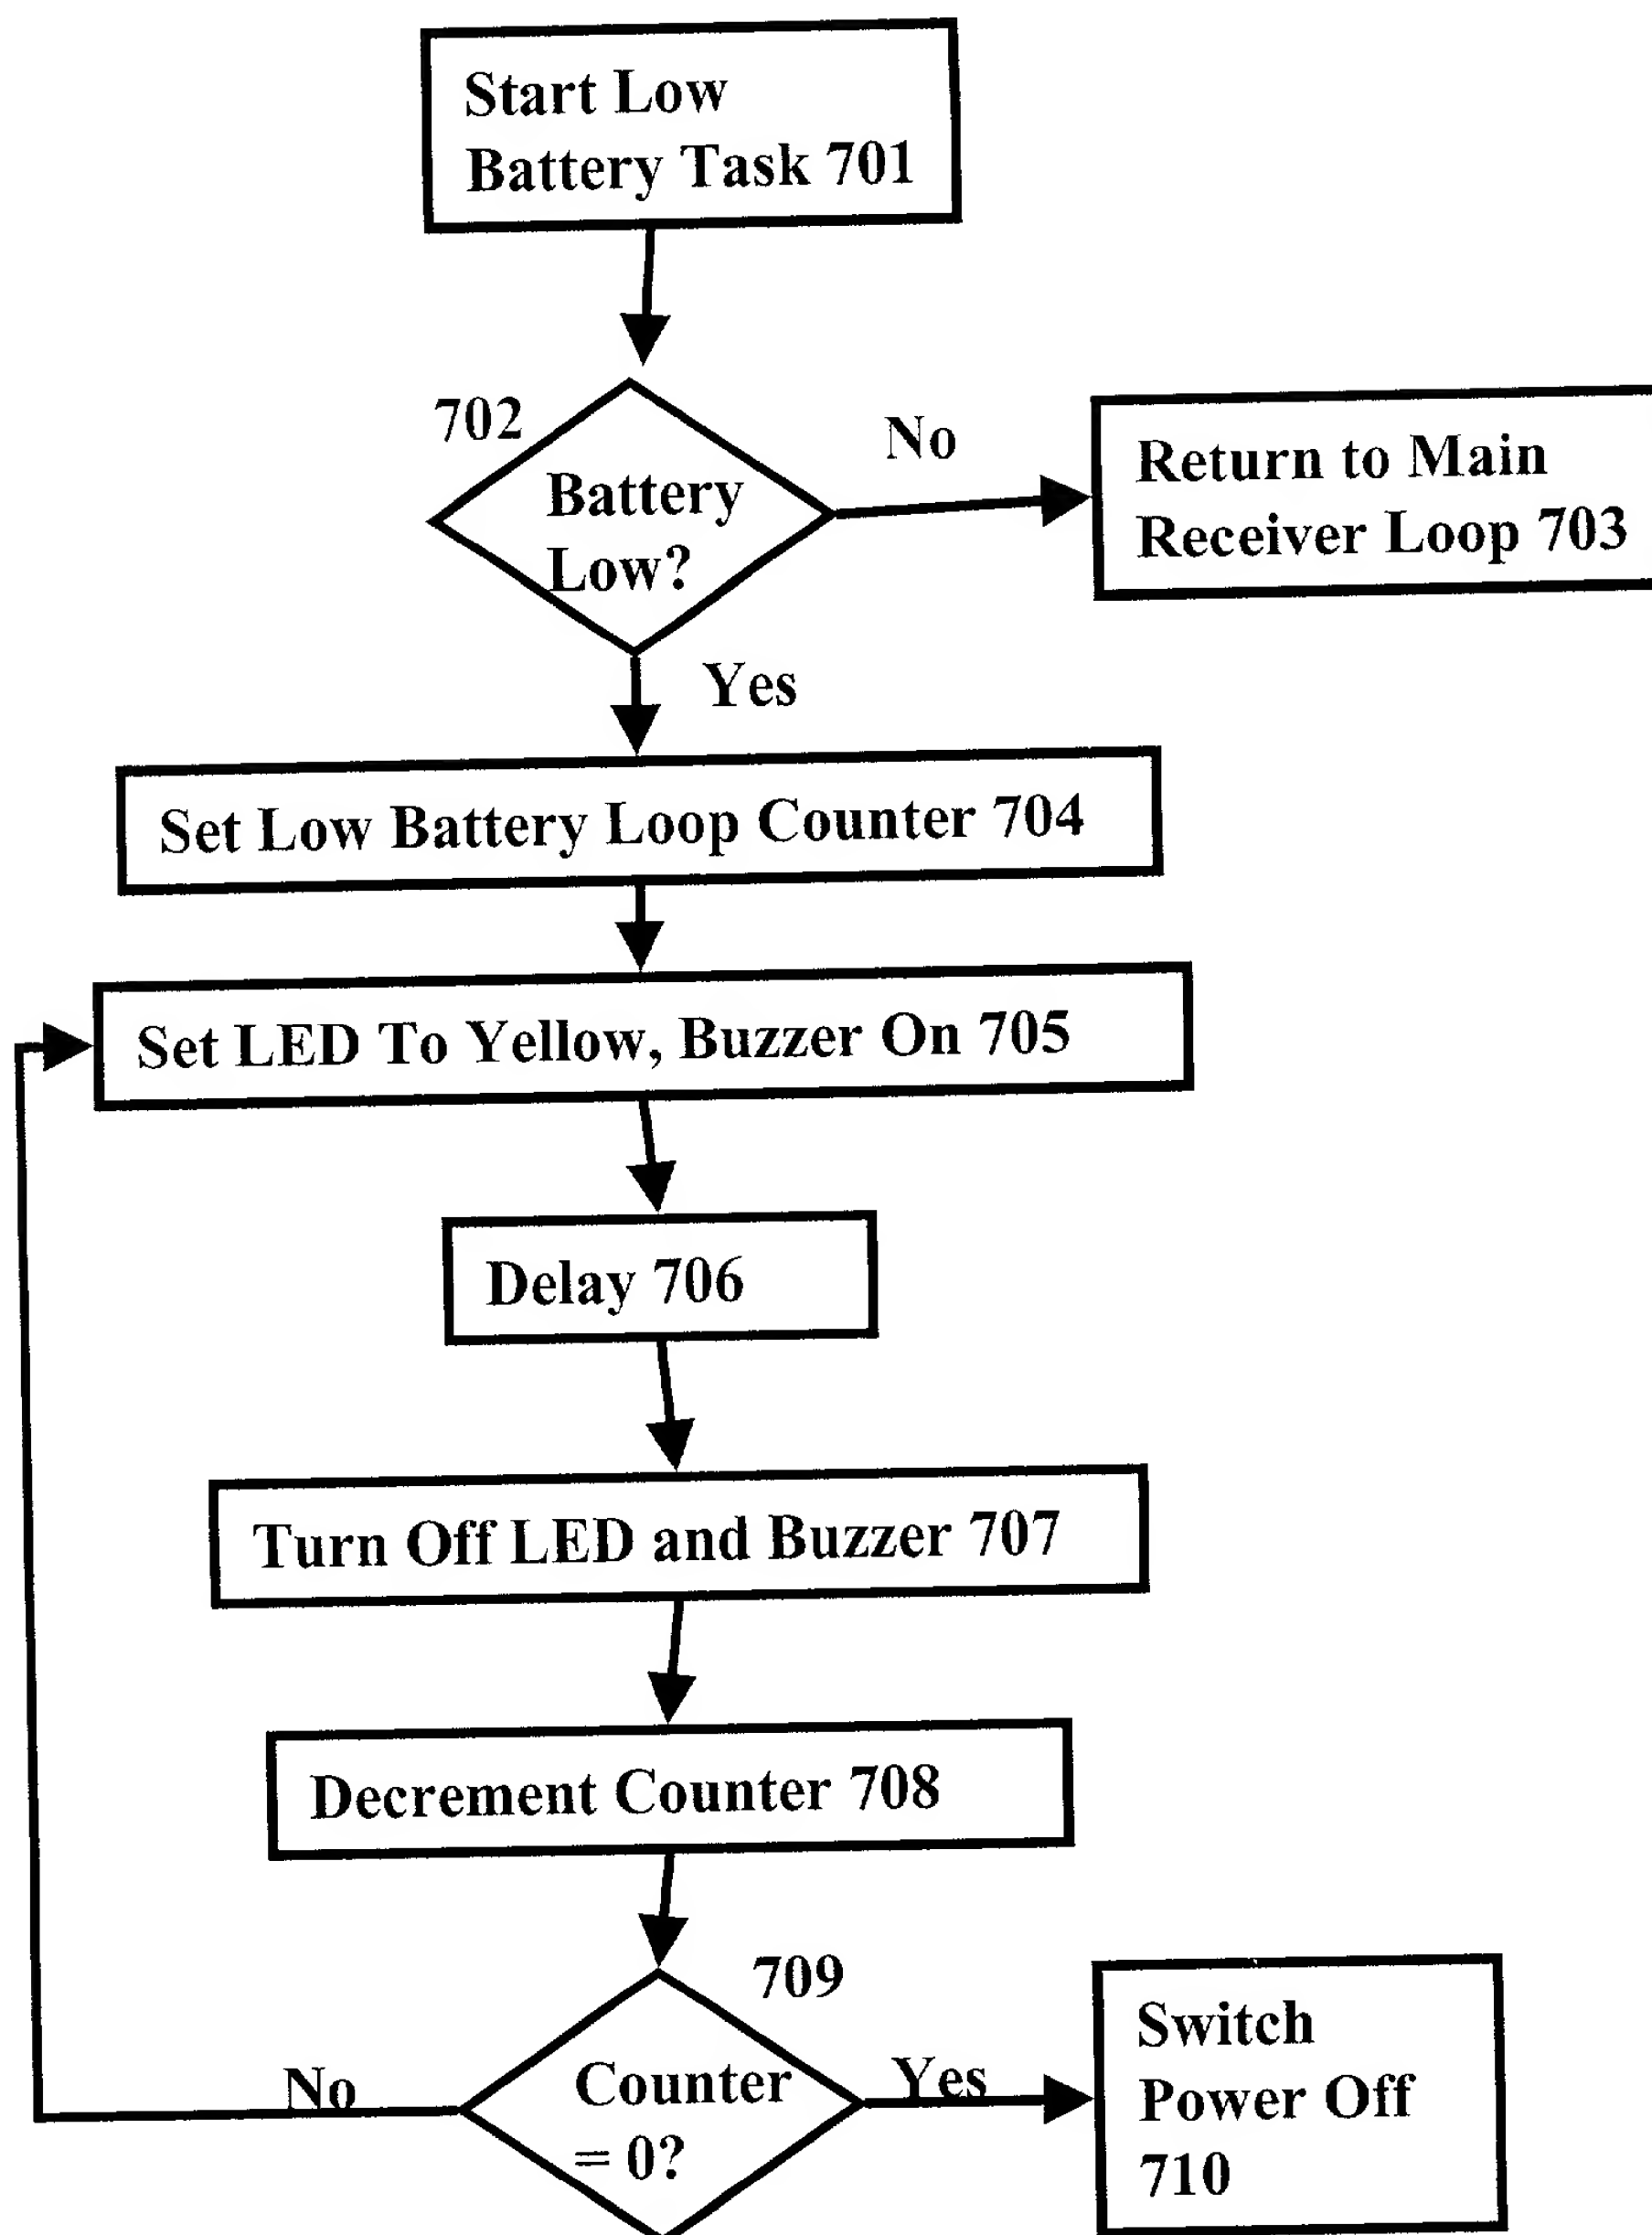 Start Low
Battery Task 701
702
Battery
Low?
No
Return to Main
Receiver Loop 703
Yes
Set Low Battery Loop Counter 704
Set LED To Yellow, Buzzer On 705
Delay 706
Turn Off LED and Buzzer 707
Decrement Counter 708
709
Counter
= 0?
No
Yes
Switch
Power Off
710